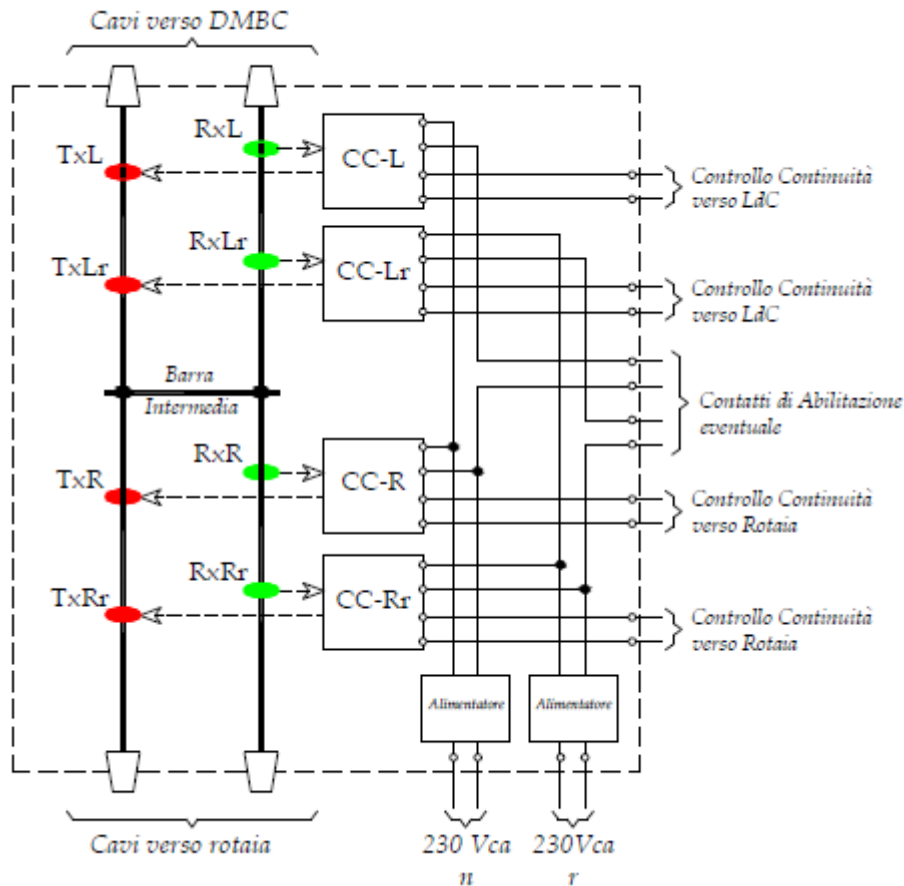 Cavi verso DMBC
RxL
TxL
CC-L
Controllo Continuità
verso LdC
RxLr
TxLr
CC-Lr
Controllo Continuità
verso LdC
Barra
Intermedia
Contatti di Abilitazione
eventuale
RxR
TxR
CC-R
Controllo Continuità
verso Rotaia
RxRr
TxRr
CC-Rr
Controllo Continuità
verso Rotaia
Alimentatore
Alimentatore
Cavi verso rotaia
230 Vca
n
230Vca
r